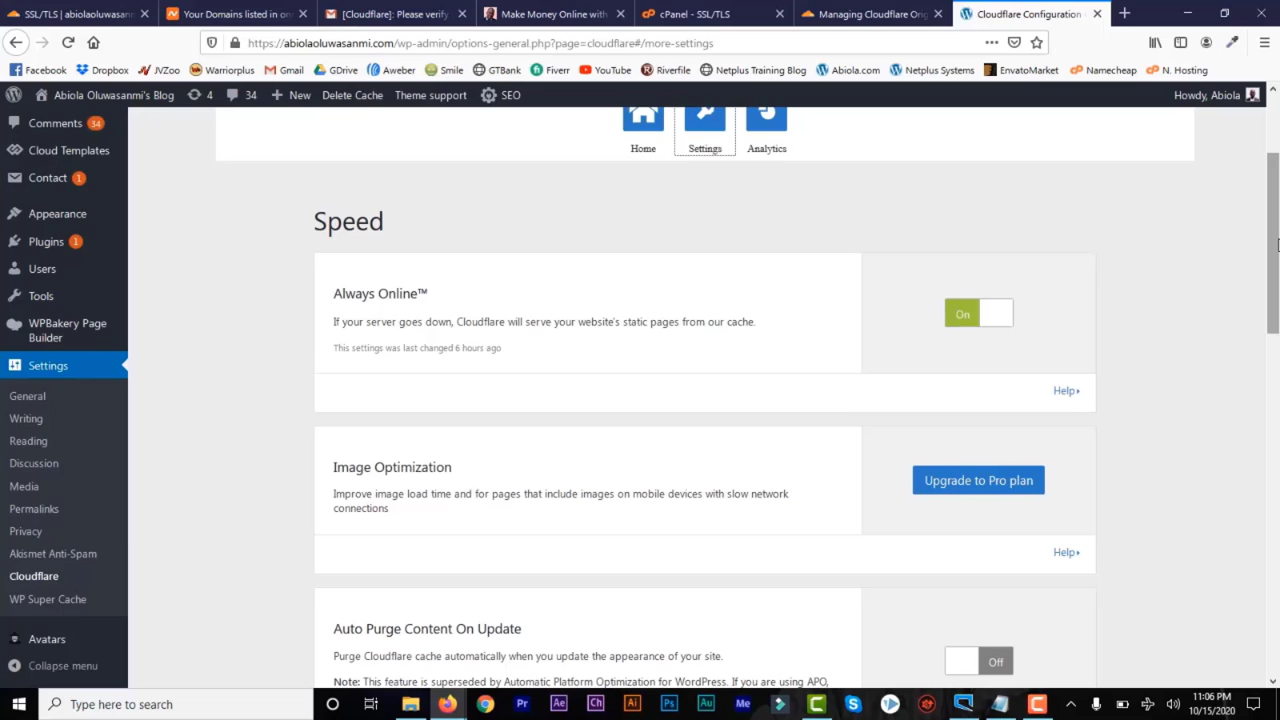 SSL/TLS | abiolaoluwasann
Your Domains listed in on
[Cloudflare]: Please verify
Make Money Online with
cPanel - SSL/TLS
Managing Cloudflare Orig
Cloudflare Configuration
https://abiolaoluwasanmi.com/wp-admin/options-general.php?page=cloudflare#/more-settings
Facebook Dropbox JVZoo Warriorplus Gmail GDrive Aweber Smile GTBank Fiverr YouTube Riverfile Netplus Training Blog Abiola.com Netplus Systems EnvatoMarket Namecheap N. Hosting
Abiola Oluwasanmi's Blog 4 34 New Delete Cache Theme support SEO Howdy, Abiola
Comments 34
Cloud Templates
Contact 1
Appearance
Plugins 1
Users
Tools
WPBakery Page
Builder
Settings
General
Writing
Reading
Discussion
Media
Permalinks
Privacy
Akismet Anti-Spam
Cloudflare
WP Super Cache
Avatars
Collapse menu
Home Settings Analytics
Speed
Always Online™
If your server goes down, Cloudflare will serve your website's static pages from our cache.
This settings was last changed 6 hours ago
On
Help
Image Optimization
Improve image load time and for pages that include images on mobile devices with slow network
connections
Upgrade to Pro plan
Help
Auto Purge Content On Update
Purge Cloudflare cache automatically when you update the appearance of your site.
Note: This feature is superseded by Automatic Platform Optimization for WordPress. If you are using APO,
Off
Type here to search
Pr Ae Ch Ai Ps Au Me
11:06 PM
10/15/2020